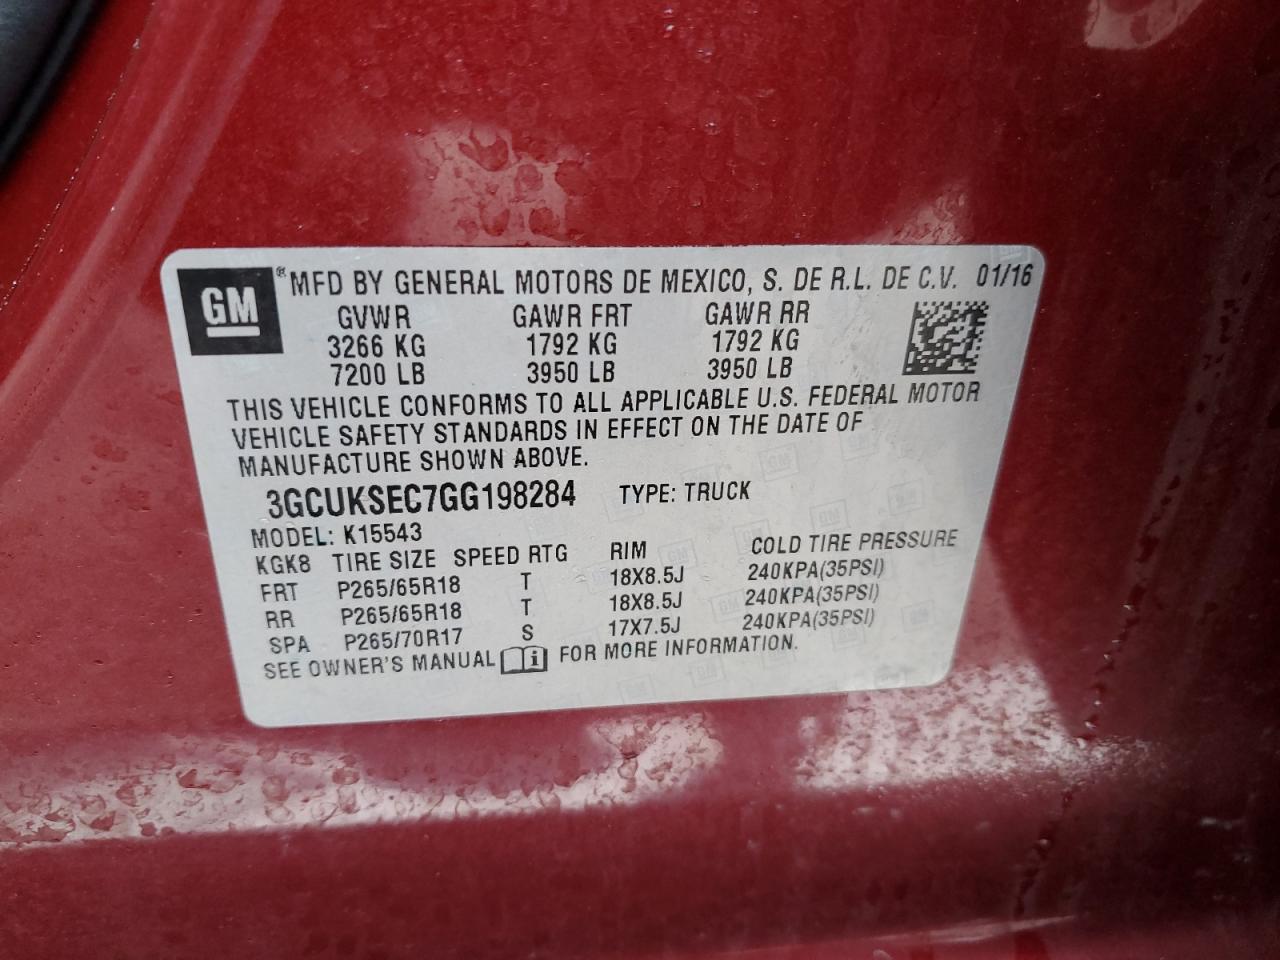 GM ® MFD BY GENERAL MOTORS DE MEXICO, S. DE R.L. DE C.V. 01/16
GVWR GAWR FRT GAWR RR
3266 KG 1792 KG 1792 KG
7200 LB 3950 LB 3950 LB
THIS VEHICLE CONFORMS TO ALL APPLICABLE U.S. FEDERAL MOTOR
VEHICLE SAFETY STANDARDS IN EFFECT ON THE DATE OF
MANUFACTURE SHOWN ABOVE.
3GCUKSEC7GG198284 TYPE: TRUCK
MODEL: K15543
KGK8 TIRE SIZE SPEED RTG RIM COLD TIRE PRESSURE
FRT P265/65R18 T 18X8.5J 240KPA(35PSI)
RR P265/65R18 T 18X8.5J 240KPA(35PSI)
SPA P265/70R17 S 17X7.5J 240KPA(35PSI)
SEE OWNER'S MANUAL i FOR MORE INFORMATION.